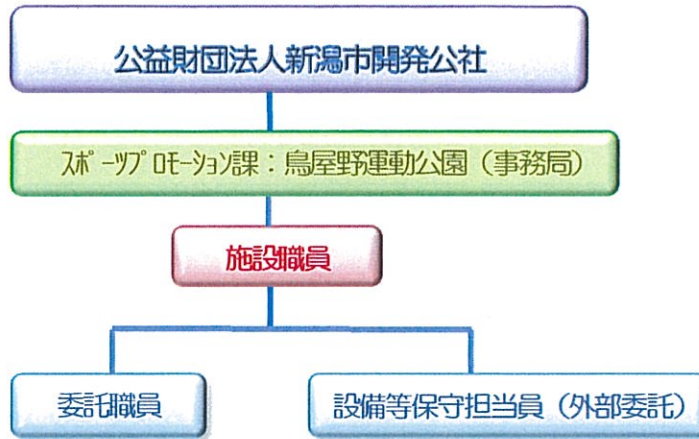 公益財団法人新潟市開発公社
ｽﾎﾟｰﾂﾌﾟﾛﾓｰｼｮﾝ課：鳥屋野運動公園（事務局）
施設職員
委託職員
設備等保守担当員（外部委託）